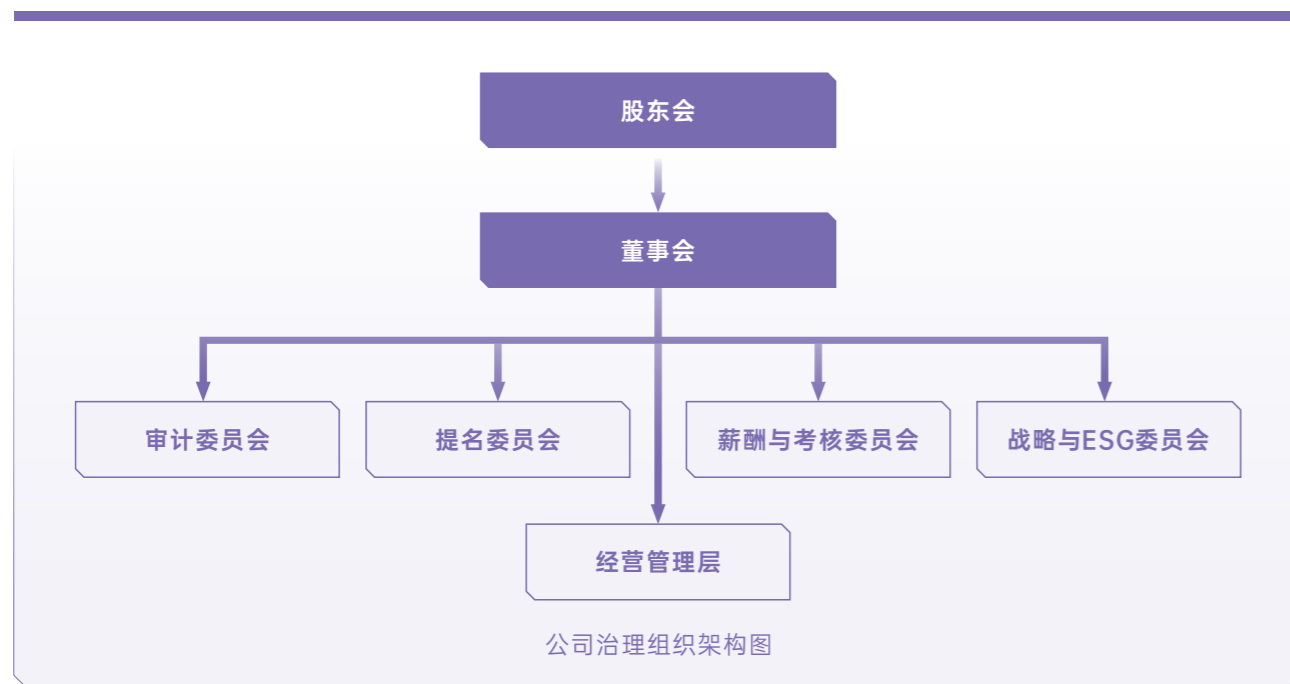 股东会
董事会
审计委员会
提名委员会
薪酬与考核委员会
战略与ESG委员会
经营管理层
公司治理组织架构图